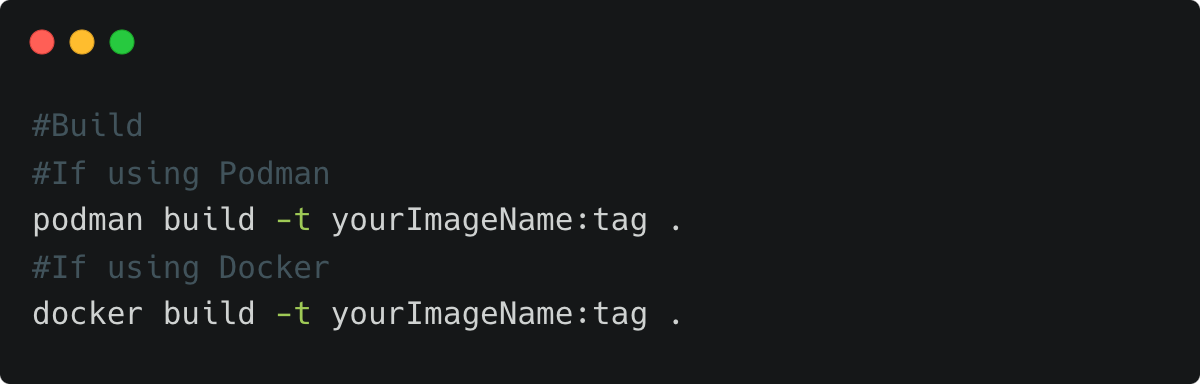 #Build
#If using Podman
podman build -t yourImageName:tag .
#If using Docker
docker build -t yourImageName:tag .